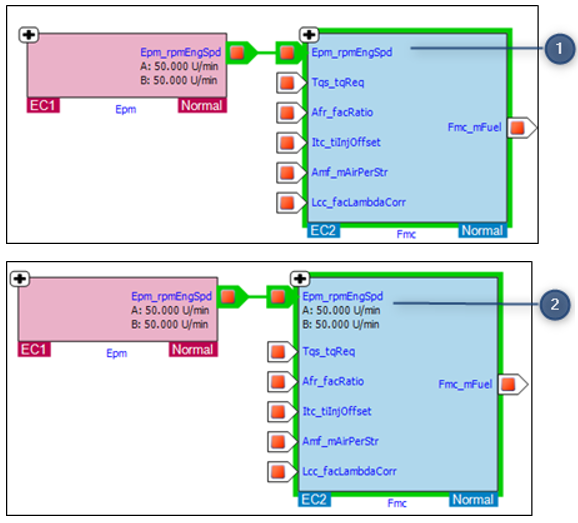 Epm_rpmEngSpd
A: 50.000 U/min
B: 50.000 U/min
EC1
Normal
Epm
Epm_rpmEngSpd
Tqs_tqReq
Afr_facRatio
Itc_tiInjOffset
Amf_mAirPerStr
Lcc_facLambdaCorr
Fmc_mFuel
EC2
Normal
Fmc
1
Epm_rpmEngSpd
A: 50.000 U/min
B: 50.000 U/min
EC1
Normal
Epm
Epm_rpmEngSpd
A: 50.000 U/min
B: 50.000 U/min
Tqs_tqReq
Afr_facRatio
Itc_tiInjOffset
Amf_mAirPerStr
Lcc_facLambdaCorr
Fmc_mFuel
EC2
Normal
Fmc
2